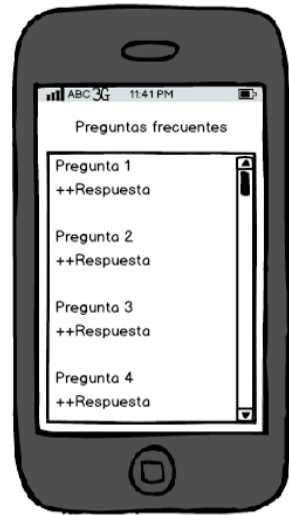 ABC 3G 11:41 PM
Preguntas frecuentes
Pregunta 1
++Respuesta
Pregunta 2
++Respuesta
Pregunta 3
++Respuesta
Pregunta 4
++Respuesta